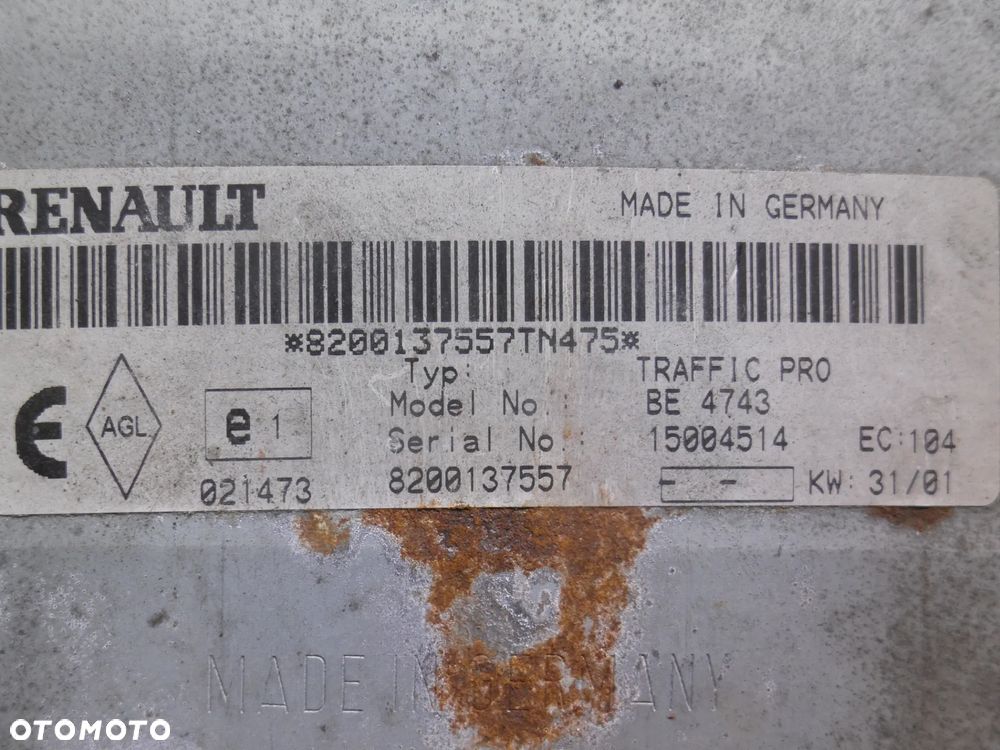 RENAULT
MADE IN GERMANY
*8200137557TN475*
Typ: TRAFFIC PRO
Model No.: BE 4743
Serial No.: 15004514 EC:104
8200137557 - - KW: 31/01
AGL
e1
021473
MADE IN GERMANY
OTOMOTO